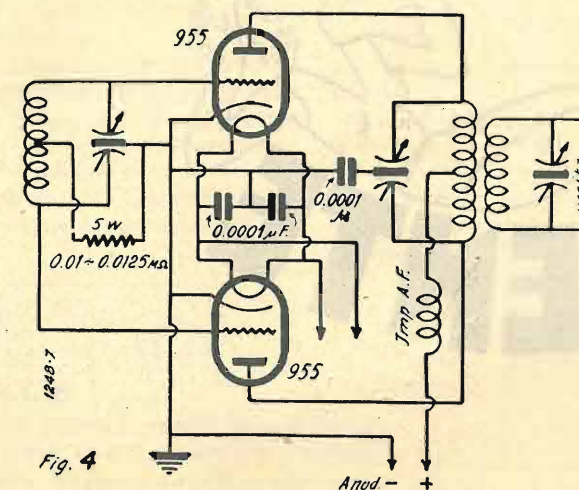 955
0.0001
µF
5 W
0.01 ÷ 0.0125 MΩ
0.0001 µF.
Jmp A.F.
955
1248-7
Fig. 4
Anod. - +